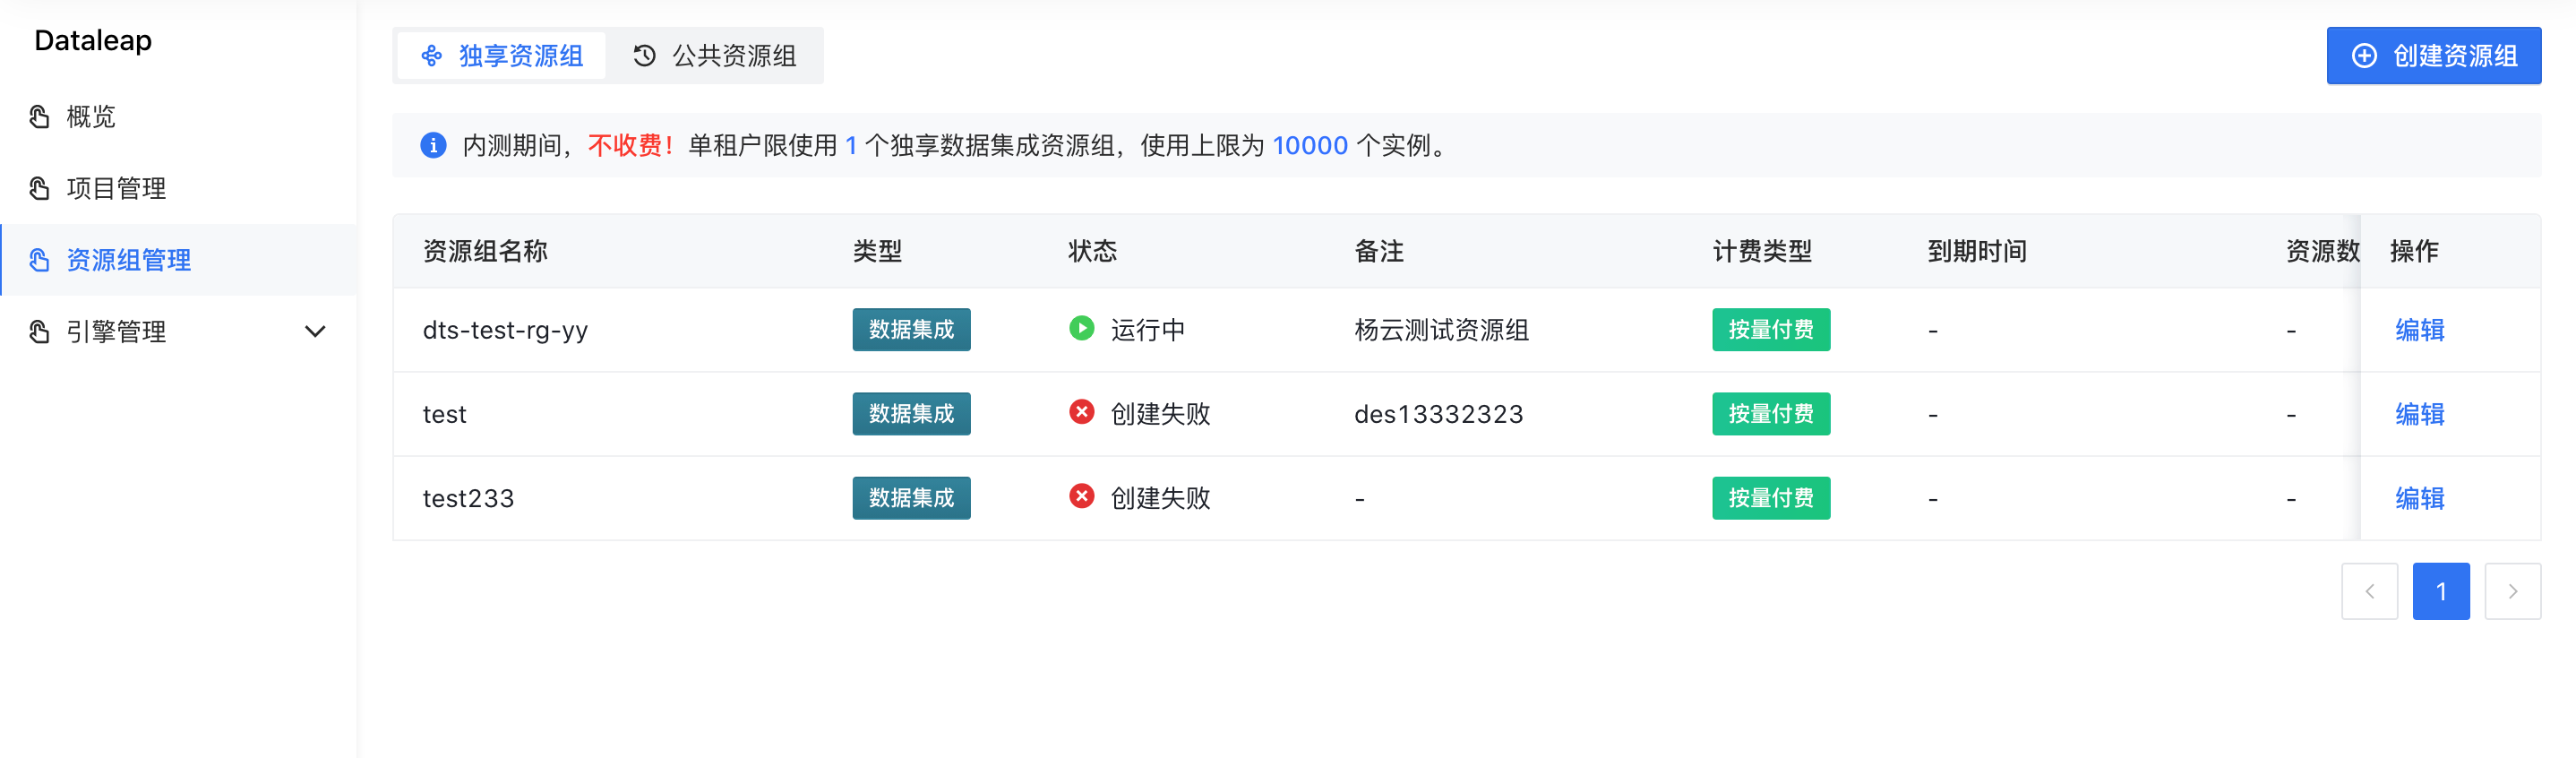 Dataleap
概览
项目管理
资源组管理
引擎管理
独享资源组 公共资源组
创建资源组
内测期间，不收费！单租户限使用 1 个独享数据集成资源组，使用上限为 10000 个实例。
资源组名称 类型 状态 备注 计费类型 到期时间 资源数 操作
dts-test-rg-yy 数据集成 运行中 杨云测试资源组 按量付费 - - 编辑
test 数据集成 创建失败 des13332323 按量付费 - - 编辑
test233 数据集成 创建失败 - 按量付费 - - 编辑
1